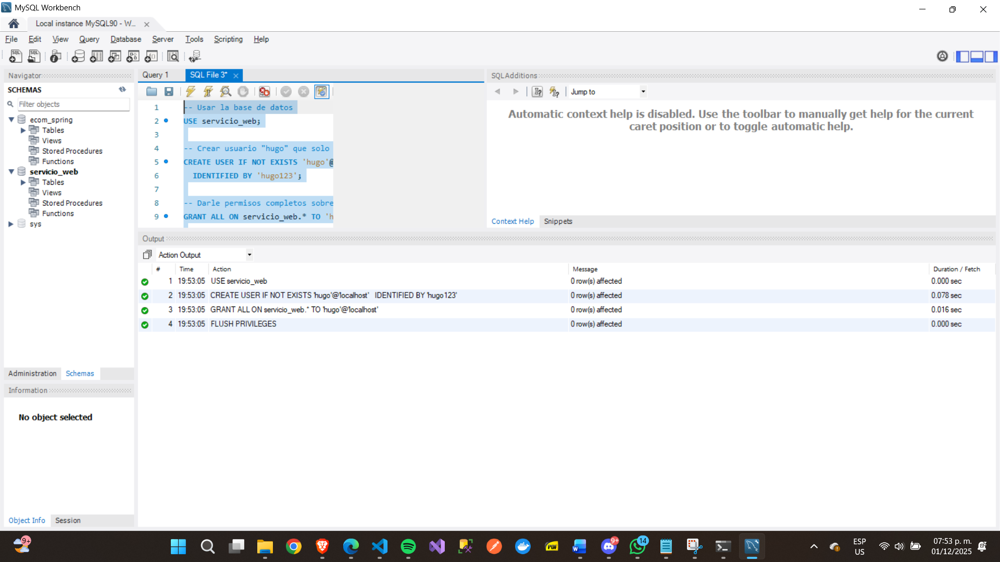 MySQL Workbench
Local instance MySQL90 - W...
File Edit View Query Database Server Tools Scripting Help
Navigator
SCHEMAS
Filter objects
ecom_spring
Tables
Views
Stored Procedures
Functions
servicio_web
Tables
Views
Stored Procedures
Functions
sys
Administration Schemas
Information
No object selected
Object Info Session
Query 1 SQL File 3*
1 -- Usar la base de datos
2 USE servicio_web;
3
4 -- Crear usuario "hugo" que solo
5 CREATE USER IF NOT EXISTS 'hugo'@
6 IDENTIFIED BY 'hugo123';
7
8 -- Darle permisos completos sobre
9 GRANT ALL ON servicio_web.* TO 'h
SQLAdditions
Jump to
Automatic context help is disabled. Use the toolbar to manually get help for the current
caret position or to toggle automatic help.
Context Help Snippets
Output
Action Output
# Time Action Message Duration / Fetch
1 19:53:05 USE servicio_web 0 row(s) affected 0.000 sec
2 19:53:05 CREATE USER IF NOT EXISTS 'hugo'@'localhost' IDENTIFIED BY 'hugo123' 0 row(s) affected 0.078 sec
3 19:53:05 GRANT ALL ON servicio_web.* TO 'hugo'@'localhost' 0 row(s) affected 0.016 sec
4 19:53:05 FLUSH PRIVILEGES 0 row(s) affected 0.000 sec
9+
PDF
9+
14
ESP
US
07:53 p. m.
01/12/2025